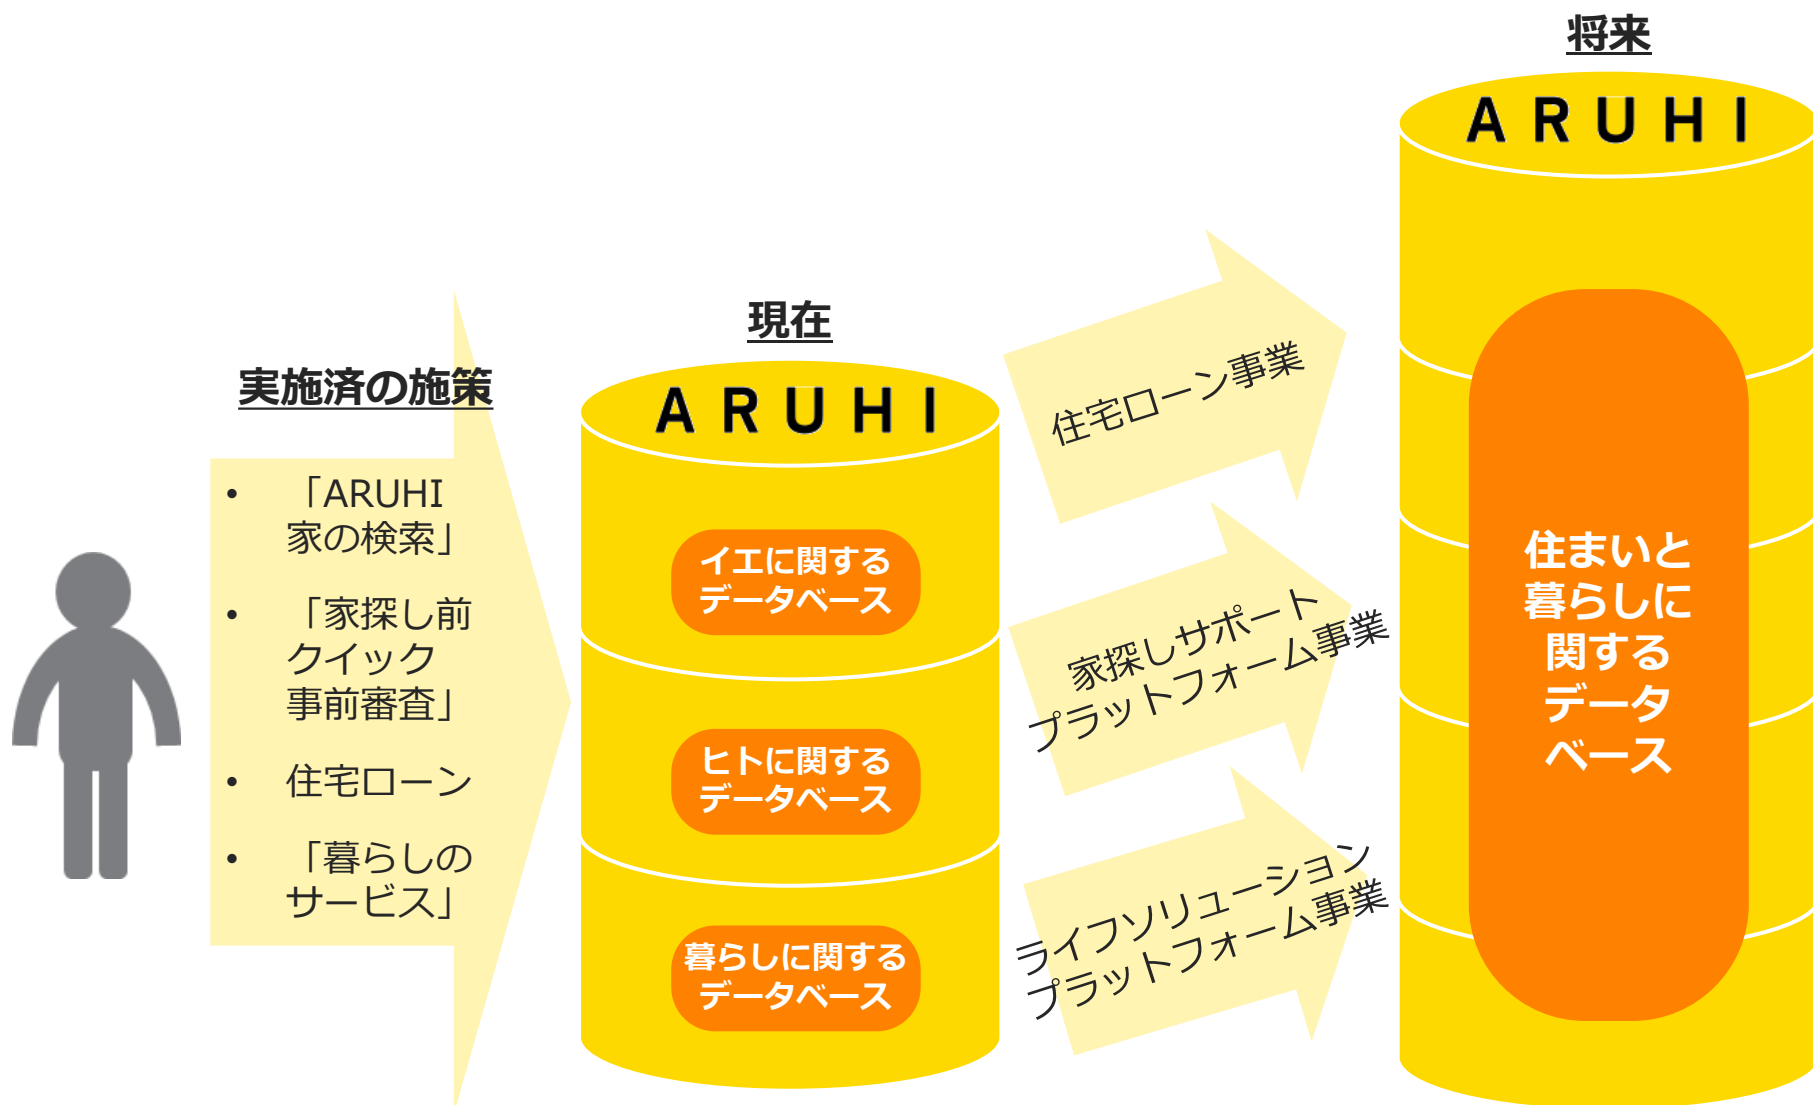 実施済の施策
• 「ARUHI
家の検索」
• 「家探し前
クイック
事前審査」
• 住宅ローン
• 「暮らしの
サービス」
現在
ARUHI
イエに関する
データベース
ヒトに関する
データベース
暮らしに関する
データベース
住宅ローン事業
家探しサポート
プラットフォーム事業
ライフソリューション
プラットフォーム事業
将来
ARUHI
住まいと
暮らしに
関する
データ
ベース